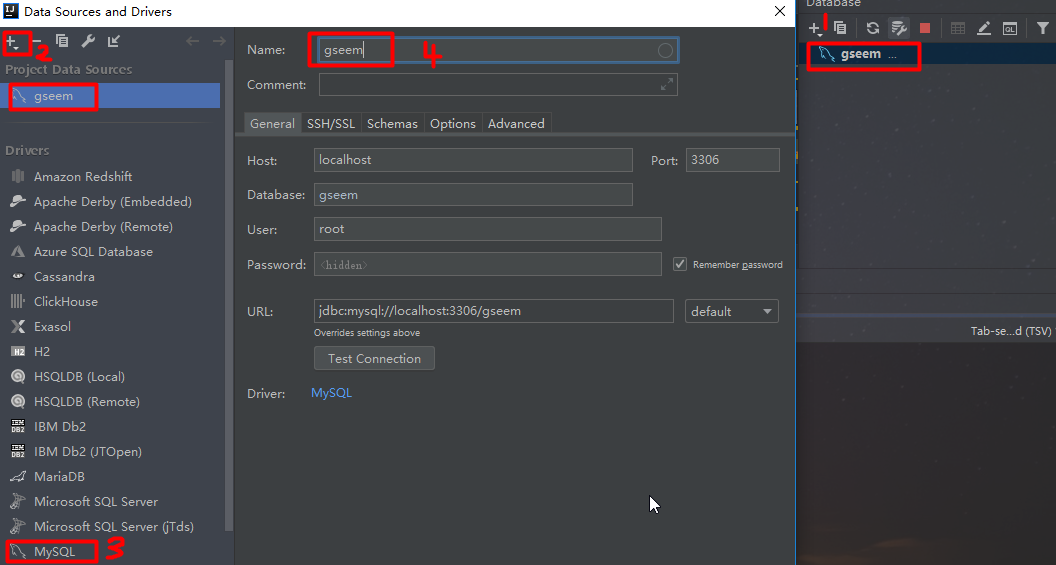 Data Sources and Drivers
2
Project Data Sources
gseem
Drivers
Amazon Redshift
Apache Derby (Embedded)
Apache Derby (Remote)
Azure SQL Database
Cassandra
ClickHouse
Exasol
H2
HSQLDB (Local)
HSQLDB (Remote)
IBM Db2
IBM Db2 (JTOpen)
MariaDB
Microsoft SQL Server
Microsoft SQL Server (jTds)
MySQL 3
Name: gseem 4
Comment:
General SSH/SSL Schemas Options Advanced
Host: localhost Port: 3306
Database: gseem
User: root
Password: <hidden> Remember password
URL: jdbc:mysql://localhost:3306/gseem default
Overrides settings above
Test Connection
Driver: MySQL
Database
1
gseem ...
Tab-se...d (TSV)